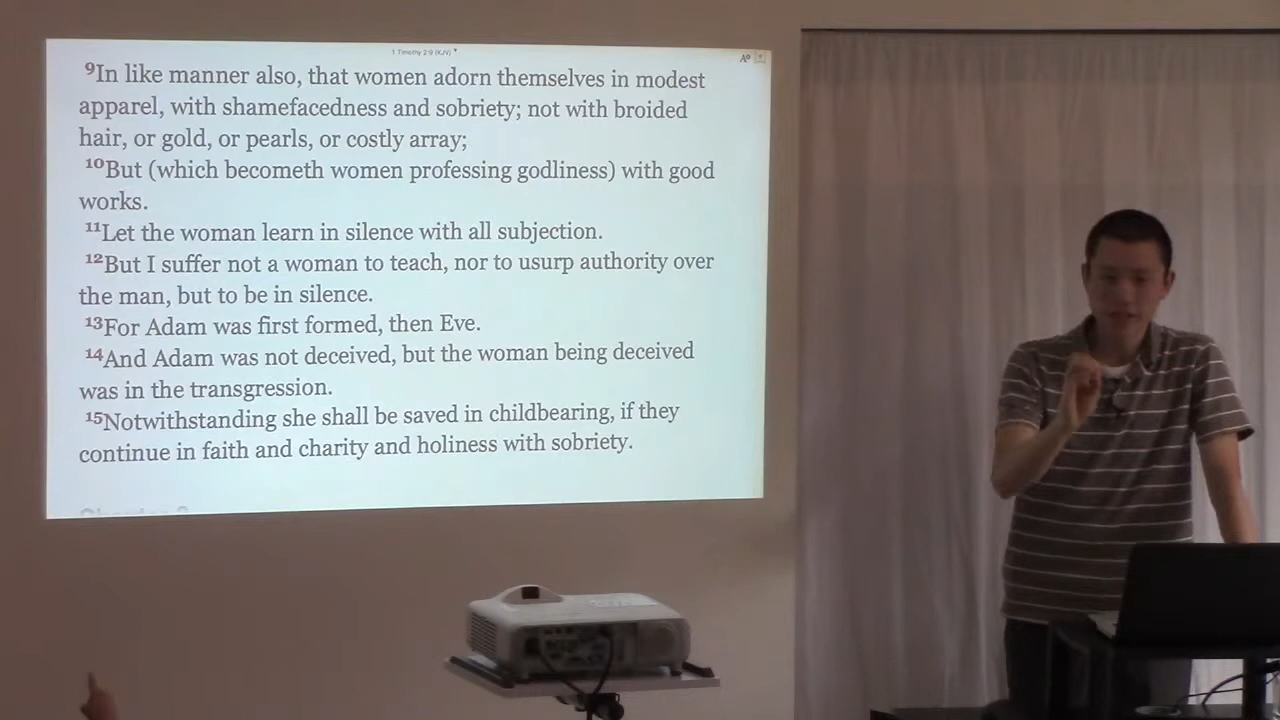 1 Timothy 2:9 (KJV)
9In like manner also, that women adorn themselves in modest
apparel, with shamefacedness and sobriety; not with broided
hair, or gold, or pearls, or costly array;
10But (which becometh women professing godliness) with good
works.
11Let the woman learn in silence with all subjection.
12But I suffer not a woman to teach, nor to usurp authority over
the man, but to be in silence.
13For Adam was first formed, then Eve.
14And Adam was not deceived, but the woman being deceived
was in the transgression.
15Notwithstanding she shall be saved in childbearing, if they
continue in faith and charity and holiness with sobriety.